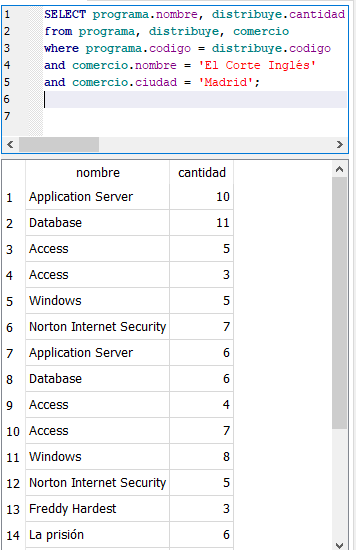 1 SELECT programa.nombre, distribuye.cantidad
2 from programa, distribuye, comercio
3 where programa.codigo = distribuye.codigo
4 and comercio.nombre = 'El Corte Inglés'
5 and comercio.ciudad = 'Madrid';
6
7
nombre cantidad
1 Application Server 10
2 Database 11
3 Access 5
4 Access 3
5 Windows 5
6 Norton Internet Security 7
7 Application Server 6
8 Database 6
9 Access 4
10 Access 7
11 Windows 8
12 Norton Internet Security 5
13 Freddy Hardest 3
14 La prisión 6